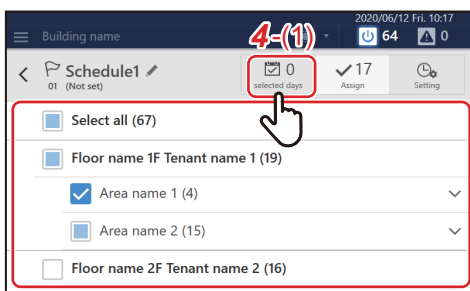 2020/06/12 Fri. 10:17
Building name
4-(1)
64
0
Schedule1
01 (Not set)
0
selected days
17
Assign
Setting
Select all (67)
Floor name 1F Tenant name 1 (19)
Area name 1 (4)
Area name 2 (15)
Floor name 2F Tenant name 2 (16)